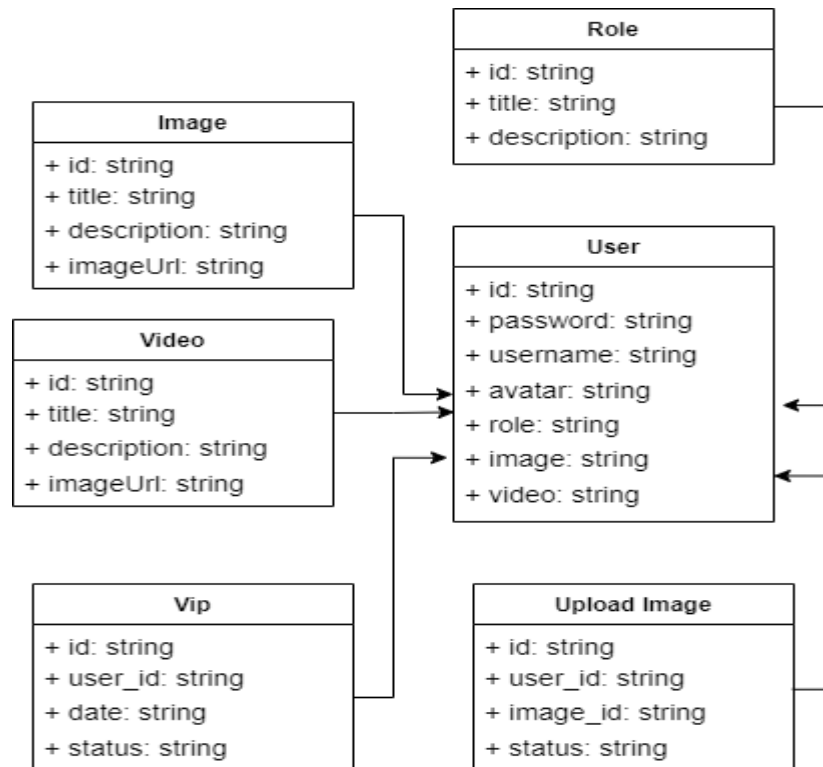 Role
+ id: string
+ title: string
+ description: string
Image
+ id: string
+ title: string
+ description: string
+ imageUrl: string
User
+ id: string
+ password: string
+ username: string
+ avatar: string
+ role: string
+ image: string
+ video: string
Video
+ id: string
+ title: string
+ description: string
+ imageUrl: string
Vip
+ id: string
+ user_id: string
+ date: string
+ status: string
Upload Image
+ id: string
+ user_id: string
+ image_id: string
+ status: string